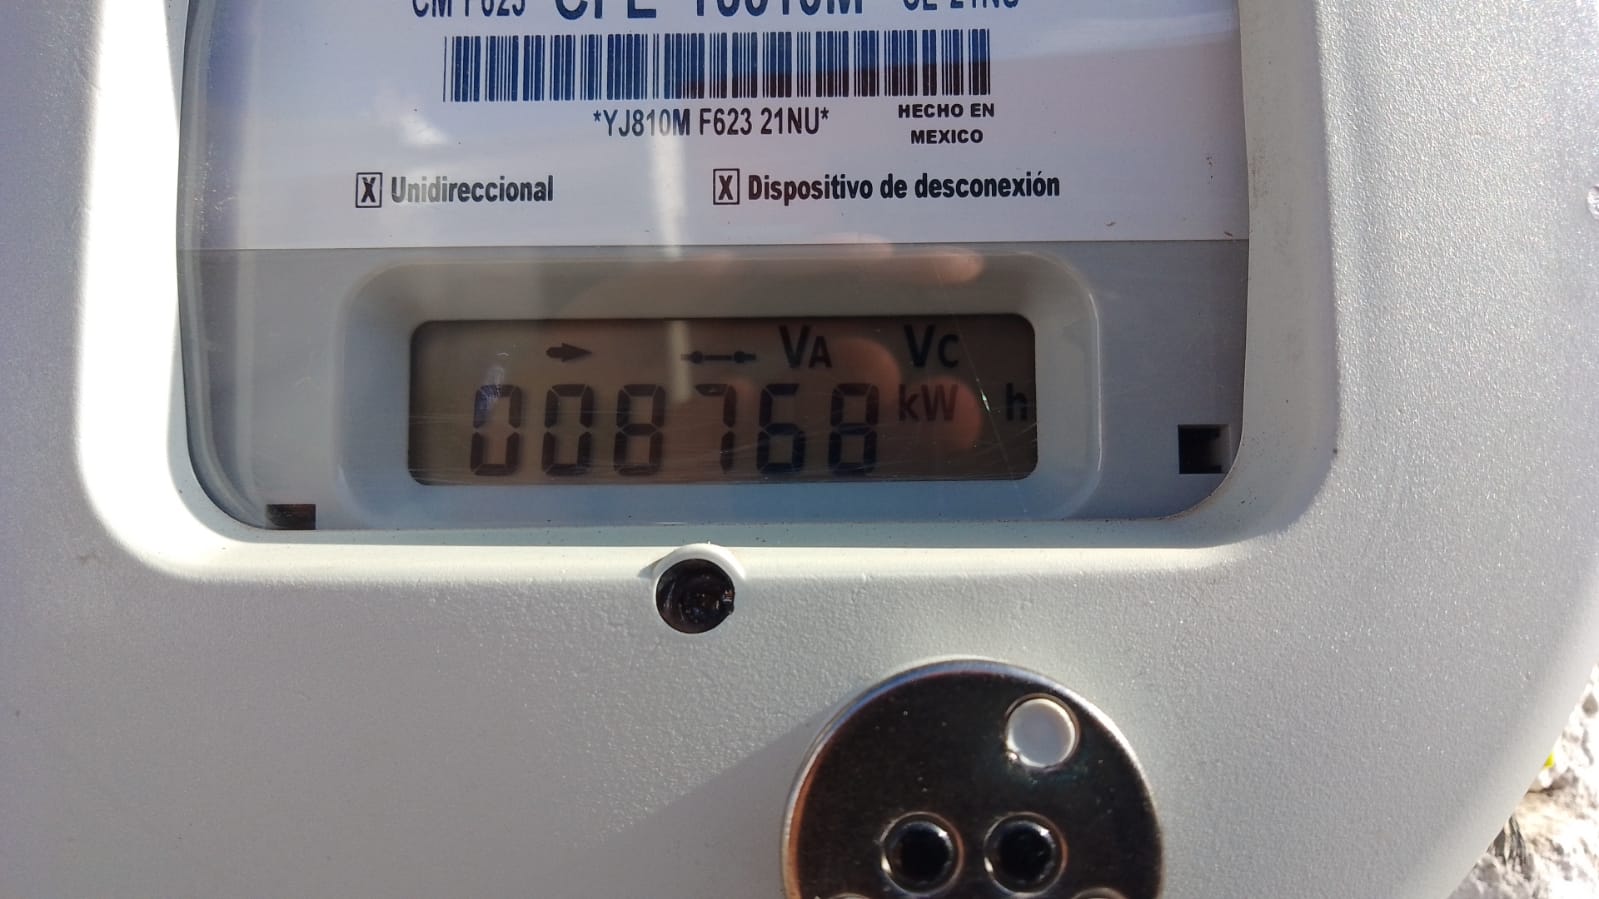 *YJ810M F623 21NU*
HECHO EN
MEXICO
X Unidireccional
X Dispositivo de desconexión
VA VC
008768 kW h